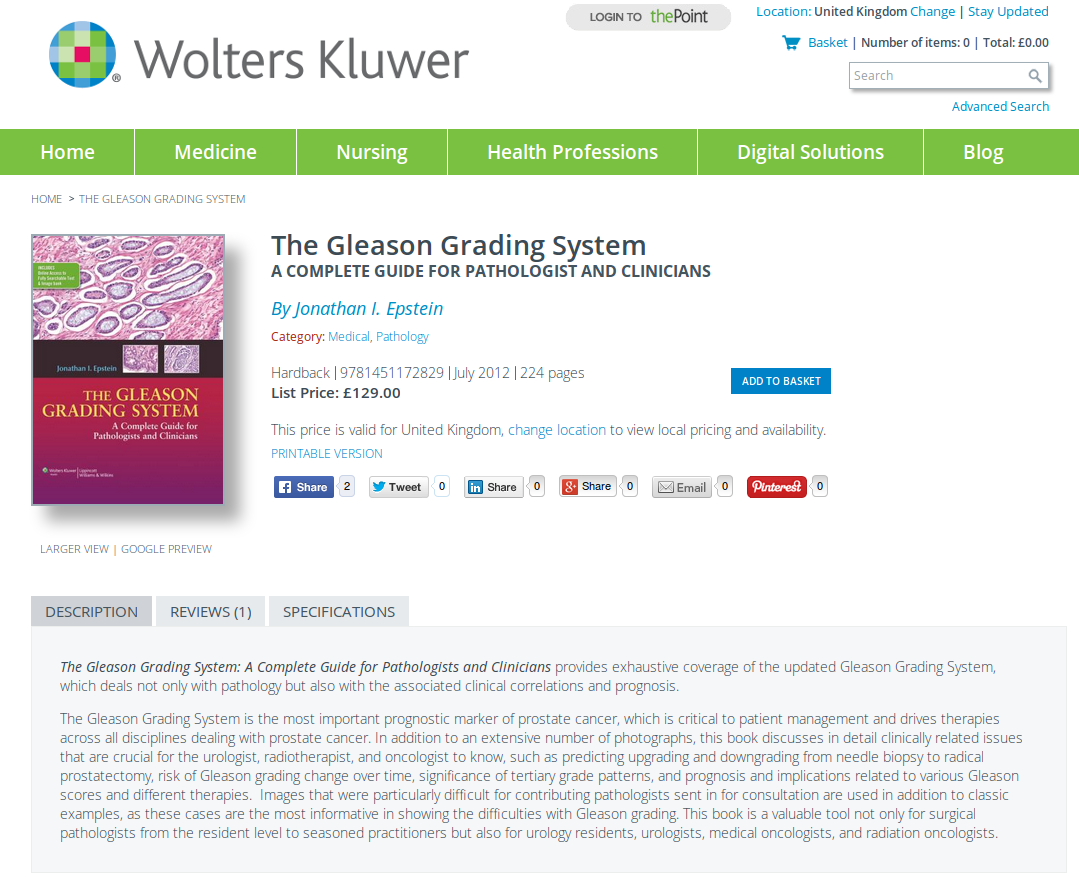 LOGIN TO thePoint
Location: United Kingdom Change | Stay Updated
Wolters Kluwer
®
Basket | Number of items: 0 | Total: £0.00
Search
Advanced Search
Home Medicine Nursing Health Professions Digital Solutions Blog
HOME > THE GLEASON GRADING SYSTEM
INCLUDES
Online Access to
Fully Searchable Text
& Image Bank
Jonathan I. Epstein
THE GLEASON
GRADING SYSTEM
A Complete Guide for
Pathologists and Clinicians
Wolters Kluwer | Lippincott
Williams & Wilkins
LARGER VIEW | GOOGLE PREVIEW
The Gleason Grading System
A COMPLETE GUIDE FOR PATHOLOGIST AND CLINICIANS
By Jonathan I. Epstein
Category: Medical, Pathology
Hardback | 9781451172829 | July 2012 | 224 pages
List Price: £129.00
ADD TO BASKET
This price is valid for United Kingdom, change location to view local pricing and availability.
PRINTABLE VERSION
Share 2 Tweet 0 in Share 0 Share 0 Email 0 Pinterest 0
DESCRIPTION REVIEWS (1) SPECIFICATIONS
The Gleason Grading System: A Complete Guide for Pathologists and Clinicians provides exhaustive coverage of the updated Gleason Grading System,
which deals not only with pathology but also with the associated clinical correlations and prognosis.
The Gleason Grading System is the most important prognostic marker of prostate cancer, which is critical to patient management and drives therapies
across all disciplines dealing with prostate cancer. In addition to an extensive number of photographs, this book discusses in detail clinically related issues
that are crucial for the urologist, radiotherapist, and oncologist to know, such as predicting upgrading and downgrading from needle biopsy to radical
prostatectomy, risk of Gleason grading change over time, significance of tertiary grade patterns, and prognosis and implications related to various Gleason
scores and different therapies. Images that were particularly difficult for contributing pathologists sent in for consultation are used in addition to classic
examples, as these cases are the most informative in showing the difficulties with Gleason grading. This book is a valuable tool not only for surgical
pathologists from the resident level to seasoned practitioners but also for urology residents, urologists, medical oncologists, and radiation oncologists.